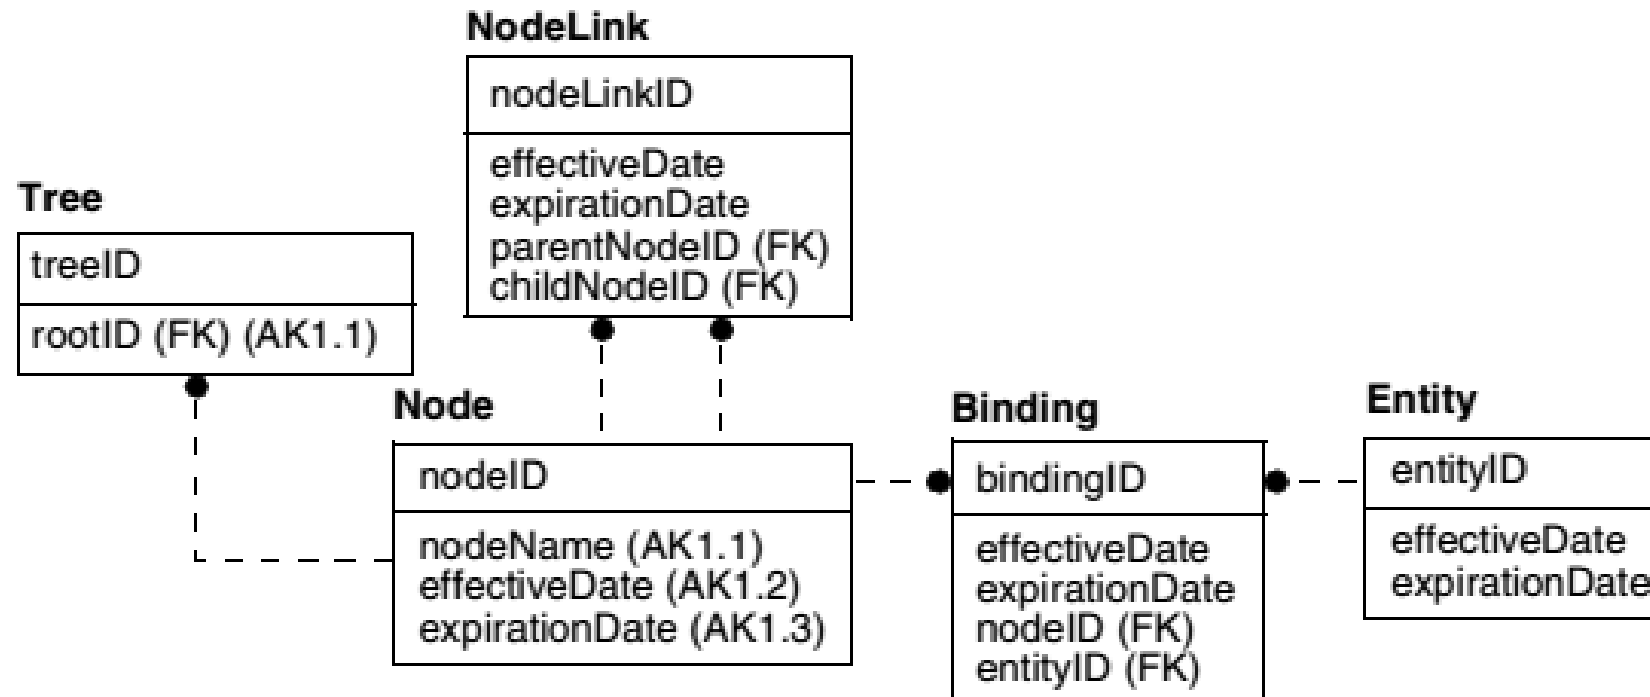 NodeLink
nodeLinkID
effectiveDate
expirationDate
parentNodeID (FK)
childNodeID (FK)
Tree
treeID
rootID (FK) (AK1.1)
Node
nodeID
nodeName (AK1.1)
effectiveDate (AK1.2)
expirationDate (AK1.3)
Binding
bindingID
effectiveDate
expirationDate
nodeID (FK)
entityID (FK)
Entity
entityID
effectiveDate
expirationDate